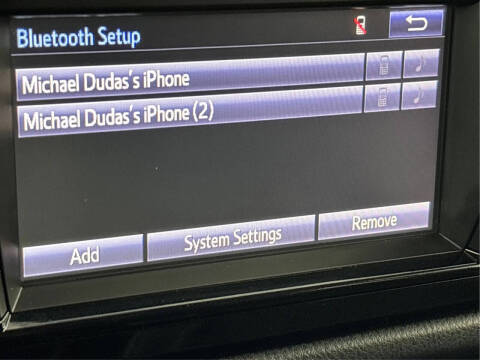 Bluetooth Setup
Michael Dudas's iPhone
Michael Dudas's iPhone (2)
Add System Settings Remove